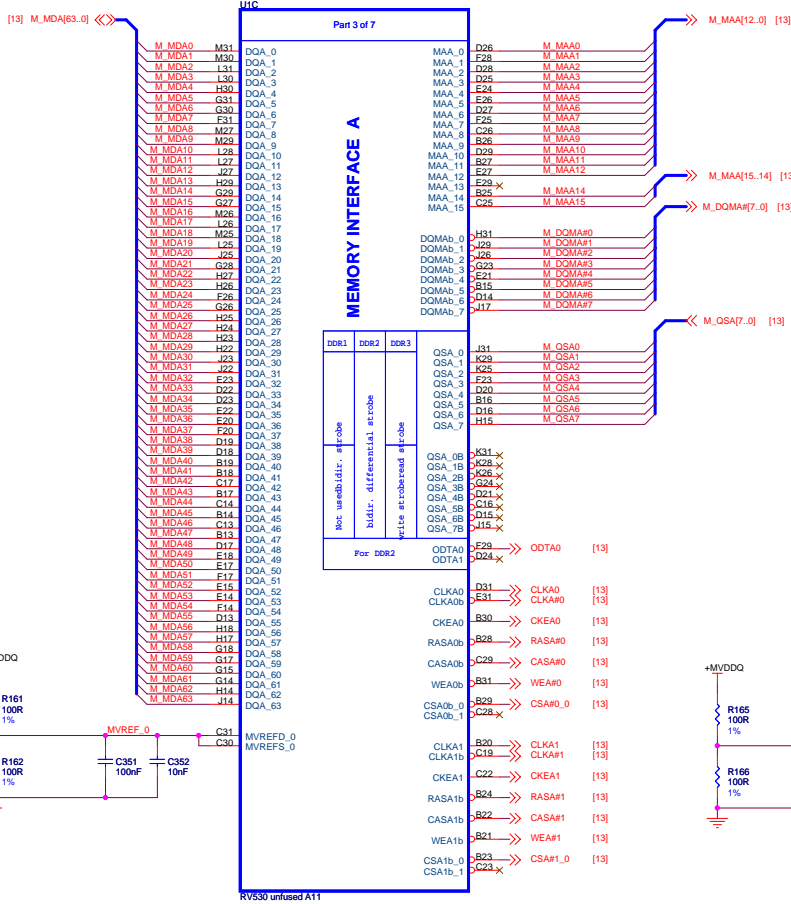 U1C
[13] M_MDA[63..0]
Part 3 of 7
M_MAA[12..0] [13]
M_MDA0 M31 DQA_0
M_MDA1 M30 DQA_1
M_MDA2 L31 DQA_2
M_MDA3 L30 DQA_3
M_MDA4 H30 DQA_4
M_MDA5 G31 DQA_5
M_MDA6 G30 DQA_6
M_MDA7 F31 DQA_7
M_MDA8 M27 DQA_8
M_MDA9 M29 DQA_9
M_MDA10 L28 DQA_10
M_MDA11 L27 DQA_11
M_MDA12 J27 DQA_12
M_MDA13 H29 DQA_13
M_MDA14 G29 DQA_14
M_MDA15 G27 DQA_15
M_MDA16 M26 DQA_16
M_MDA17 L26 DQA_17
M_MDA18 M25 DQA_18
M_MDA19 L25 DQA_19
M_MDA20 J25 DQA_20
M_MDA21 G28 DQA_21
M_MDA22 H27 DQA_22
M_MDA23 H26 DQA_23
M_MDA24 F26 DQA_24
M_MDA25 G26 DQA_25
M_MDA26 H25 DQA_26
M_MDA27 H24 DQA_27
M_MDA28 H23 DQA_28
M_MDA29 H22 DQA_29
M_MDA30 J23 DQA_30
M_MDA31 J22 DQA_31
M_MDA32 E23 DQA_32
M_MDA33 D22 DQA_33
M_MDA34 D23 DQA_34
M_MDA35 E22 DQA_35
M_MDA36 E20 DQA_36
M_MDA37 F20 DQA_37
M_MDA38 D19 DQA_38
M_MDA39 D18 DQA_39
M_MDA40 B19 DQA_40
M_MDA41 B18 DQA_41
M_MDA42 C17 DQA_42
M_MDA43 B17 DQA_43
M_MDA44 C14 DQA_44
M_MDA45 B14 DQA_45
M_MDA46 C13 DQA_46
M_MDA47 B13 DQA_47
M_MDA48 D17 DQA_48
M_MDA49 E18 DQA_49
M_MDA50 E17 DQA_50
M_MDA51 F17 DQA_51
M_MDA52 E15 DQA_52
M_MDA53 E14 DQA_53
M_MDA54 F14 DQA_54
M_MDA55 D13 DQA_55
M_MDA56 H18 DQA_56
M_MDA57 H17 DQA_57
M_MDA58 G18 DQA_58
M_MDA59 G17 DQA_59
M_MDA60 G15 DQA_60
M_MDA61 G14 DQA_61
M_MDA62 H14 DQA_62
M_MDA63 J14 DQA_63
MVREF_0 C31 MVREFD_0
C30 MVREFS_0
DDQ
R161
100R
1%
R162
100R
1%
C351
100nF
C352
10nF
MEMORY INTERFACE A
DDR1 DDR2 DDR3
Not used
bidir. strobe
bidir. differential strobe
write strobe
read strobe
For DDR2
MAA_0 D26 M_MAA0
MAA_1 F28 M_MAA1
MAA_2 D28 M_MAA2
MAA_3 D25 M_MAA3
MAA_4 E24 M_MAA4
MAA_5 E26 M_MAA5
MAA_6 D27 M_MAA6
MAA_7 F25 M_MAA7
MAA_8 C26 M_MAA8
MAA_9 B26 M_MAA9
MAA_10 D29 M_MAA10
MAA_11 B27 M_MAA11
MAA_12 E27 M_MAA12
MAA_13 E29
MAA_14 B25 M_MAA14
MAA_15 C25 M_MAA15
M_MAA[15..14] [13
M_DQMA#[7..0] [13]
DQMAb_0 H31 M_DQMA#0
DQMAb_1 J29 M_DQMA#1
DQMAb_2 J26 M_DQMA#2
DQMAb_3 G23 M_DQMA#3
DQMAb_4 E21 M_DQMA#4
DQMAb_5 B15 M_DQMA#5
DQMAb_6 D14 M_DQMA#6
DQMAb_7 J17 M_DQMA#7
M_QSA[7..0] [13]
QSA_0 J31 M_QSA0
QSA_1 K29 M_QSA1
QSA_2 K25 M_QSA2
QSA_3 F23 M_QSA3
QSA_4 D20 M_QSA4
QSA_5 B16 M_QSA5
QSA_6 D16 M_QSA6
QSA_7 H15 M_QSA7
QSA_0B K31
QSA_1B K28
QSA_2B K26
QSA_3B G24
QSA_4B D21
QSA_5B C16
QSA_6B D15
QSA_7B J15
ODTA0 F29 ODTA0 [13]
ODTA1 D24
CLKA0 D31 CLKA0 [13]
CLKA0b E31 CLKA#0 [13]
CKEA0 B30 CKEA0 [13]
RASA0b B28 RASA#0 [13]
CASA0b C29 CASA#0 [13]
WEA0b B31 WEA#0 [13]
CSA0b_0 B29 CSA#0_0 [13]
CSA0b_1 C28
CLKA1 B20 CLKA1 [13]
CLKA1b C19 CLKA#1 [13]
CKEA1 C22 CKEA1 [13]
RASA1b B24 RASA#1 [13]
CASA1b B22 CASA#1 [13]
WEA1b B21 WEA#1 [13]
CSA1b_0 B23 CSA#1_0 [13]
CSA1b_1 C23
+MVDDQ
R165
100R
1%
R166
100R
1%
RV530 unfused A11